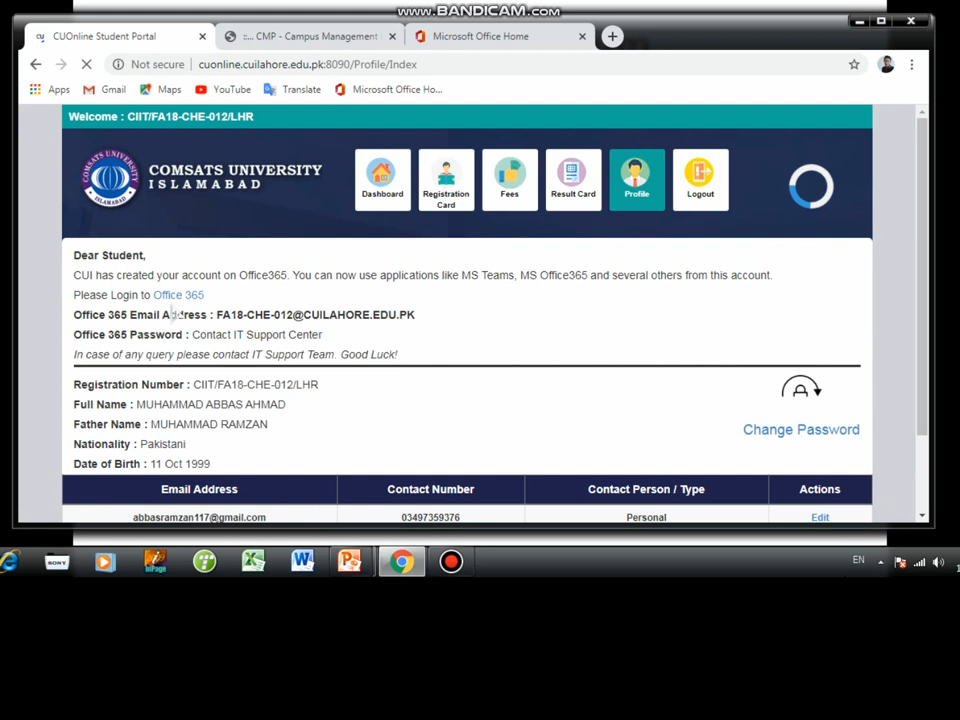 www.BANDICAM.com
CUOnline Student Portal
::... CMP - Campus Management
Microsoft Office Home
Not secure
cuonline.cuilahore.edu.pk:8090/Profile/Index
Apps
Gmail
Maps
YouTube
Translate
Microsoft Office Ho...
Welcome : CIIT/FA18-CHE-012/LHR
COMSATS UNIVERSITY
ISLAMABAD
Dashboard
Registration
Card
Fees
Result Card
Profile
Logout
Dear Student,
CUI has created your account on Office365. You can now use applications like MS Teams, MS Office365 and several others from this account.
Please Login to Office 365
Office 365 Email Address : FA18-CHE-012@CUILAHORE.EDU.PK
Office 365 Password : Contact IT Support Center
In case of any query please contact IT Support Team. Good Luck!
Registration Number : CIIT/FA18-CHE-012/LHR
Full Name : MUHAMMAD ABBAS AHMAD
Father Name : MUHAMMAD RAMZAN
Nationality : Pakistani
Date of Birth : 11 Oct 1999
Change Password
Email Address
Contact Number
Contact Person / Type
Actions
abbasramzan117@gmail.com
03497359376
Personal
Edit
SONY
EN